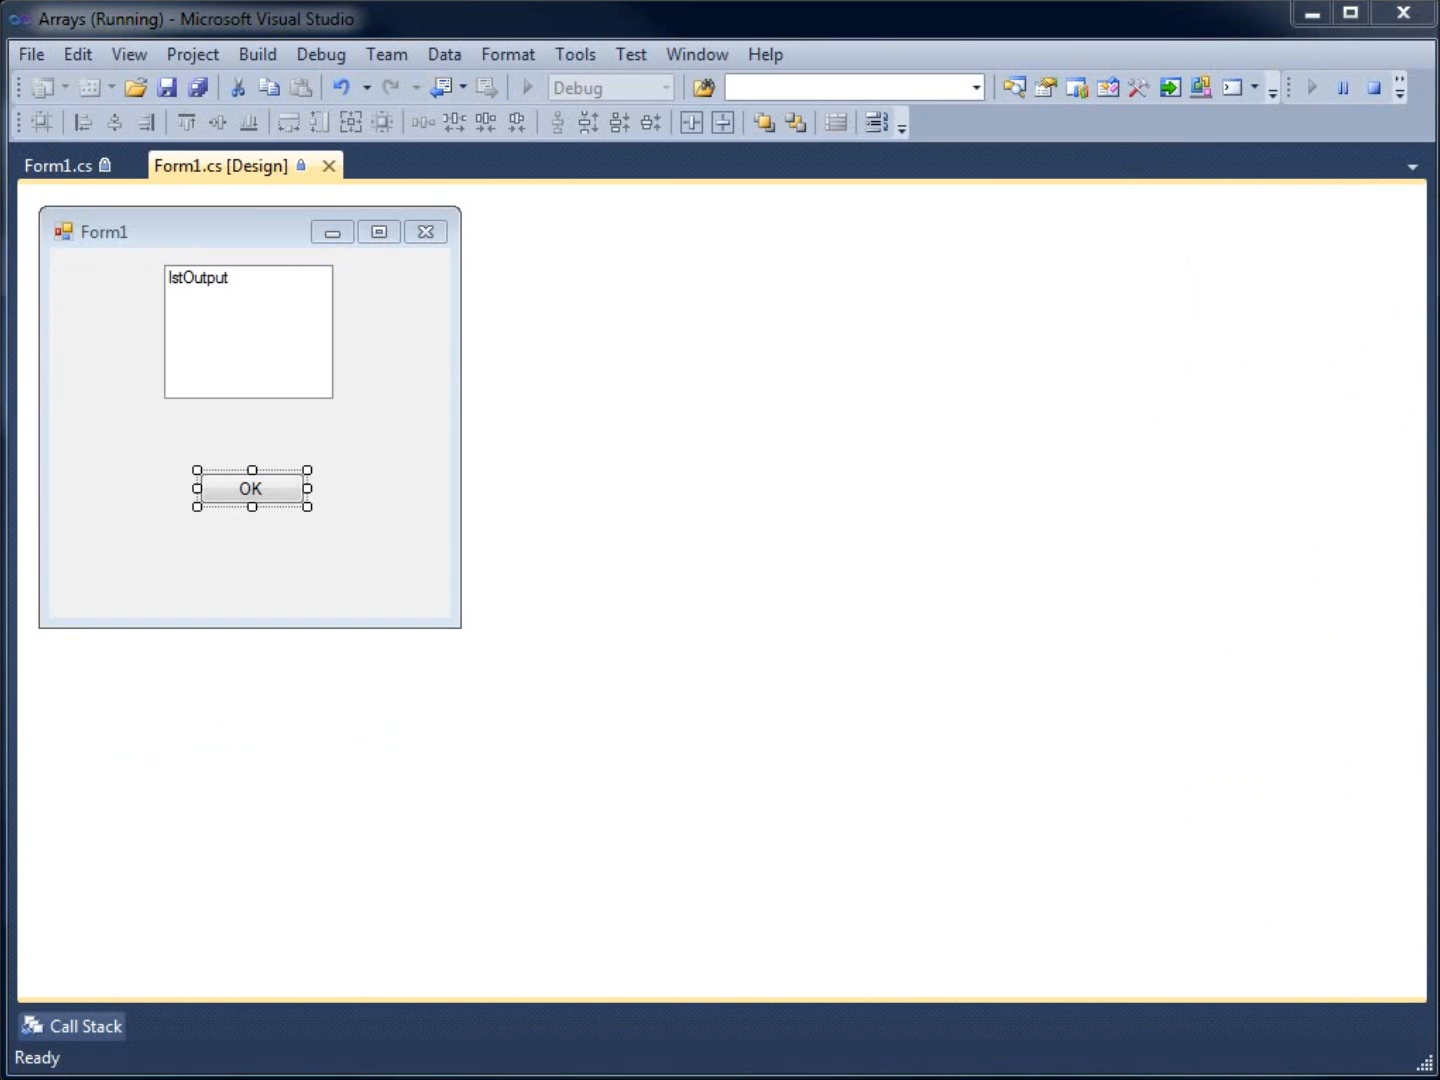 Arrays (Running) - Microsoft Visual Studio
File Edit View Project Build Debug Team Data Format Tools Test Window Help
Debug
Form1.cs Form1.cs [Design]
Form1
lstOutput
OK
Call Stack
Ready